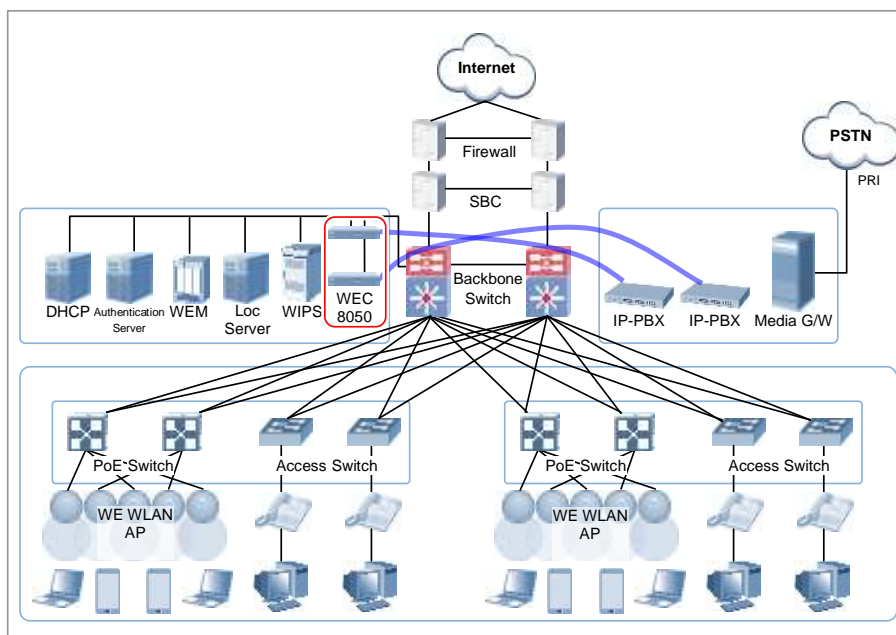 Internet
Firewall
SBC
PSTN
PRI
DHCP
Authentication
Server
WEM
Loc
Server
WIPS
WEC
8050
Backbone
Switch
IP-PBX
IP-PBX
Media G/W
PoE Switch
Access Switch
PoE Switch
Access Switch
WE WLAN
AP
WE WLAN
AP